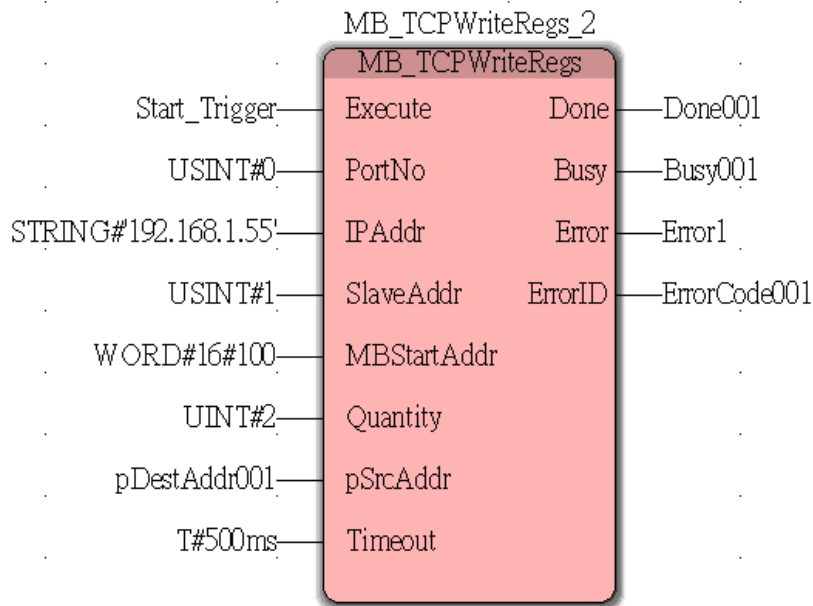 MB_TCPWriteRegs_2
MB_TCPWriteRegs
Start_Trigger Execute Done Done001
USINT#0 PortNo Busy Busy001
STRING#'192.168.1.55' IPAddr Error Error1
USINT#1 SlaveAddr ErrorID ErrorCode001
WORD#16#100 MBStartAddr
UINT#2 Quantity
pDestAddr001 pSrcAddr
T#500ms Timeout